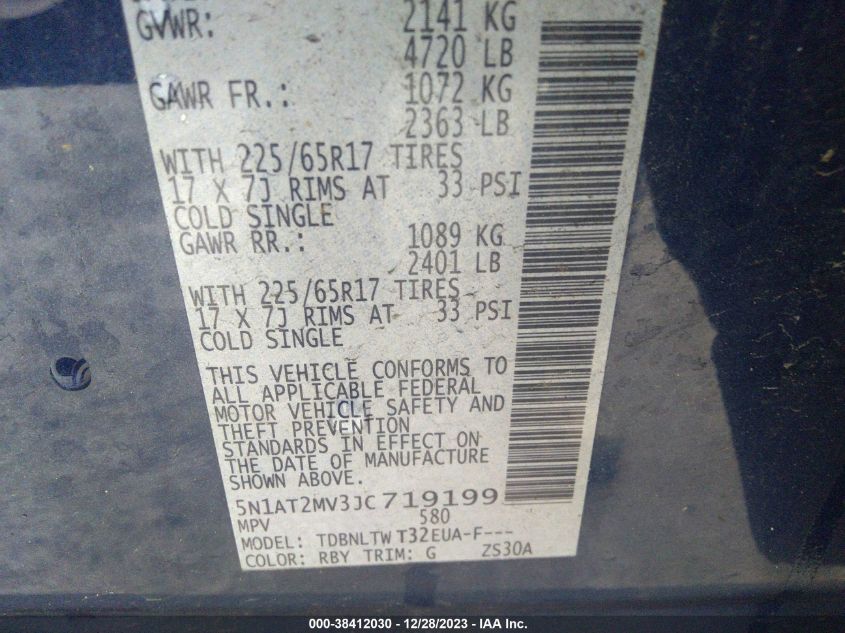 GVWR: 2141 KG
4720 LB
GAWR FR.: 1072 KG
2363 LB
WITH 225/65R17 TIRES
17 X 7J RIMS AT 33 PSI
COLD SINGLE
GAWR RR.: 1089 KG
2401 LB
WITH 225/65R17 TIRES
17 X 7J RIMS AT 33 PSI
COLD SINGLE
THIS VEHICLE CONFORMS TO
ALL APPLICABLE FEDERAL
MOTOR VEHICLE SAFETY AND
THEFT PREVENTION
STANDARDS IN EFFECT ON
THE DATE OF MANUFACTURE
SHOWN ABOVE.
5N1AT2MV3JC719199
MPV 580
MODEL: TDBNLTW T32EUA-F---
COLOR: RBY TRIM: G ZS30A
000-38412030 - 12/28/2023 - IAA Inc.